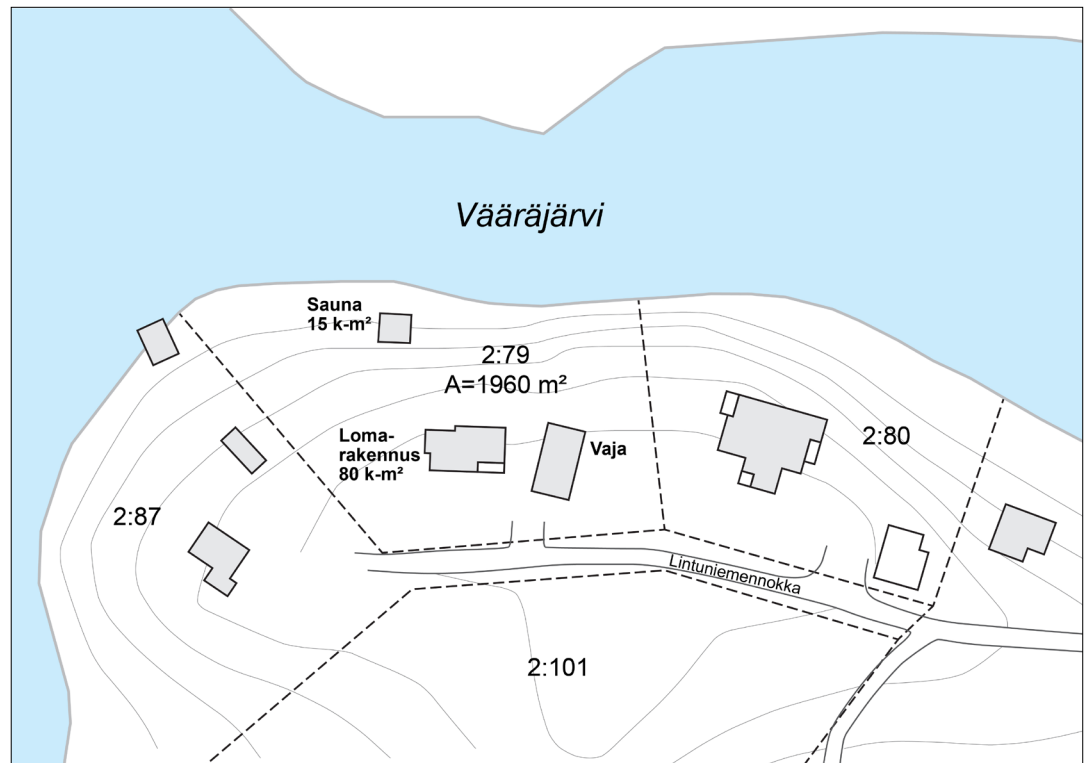 Vääräjärvi
Sauna
15 k-m²
2:79
A=1960 m²
Loma-
rakennus
80 k-m²
Vaja
2:80
2:87
Lintuniemennokka
2:101